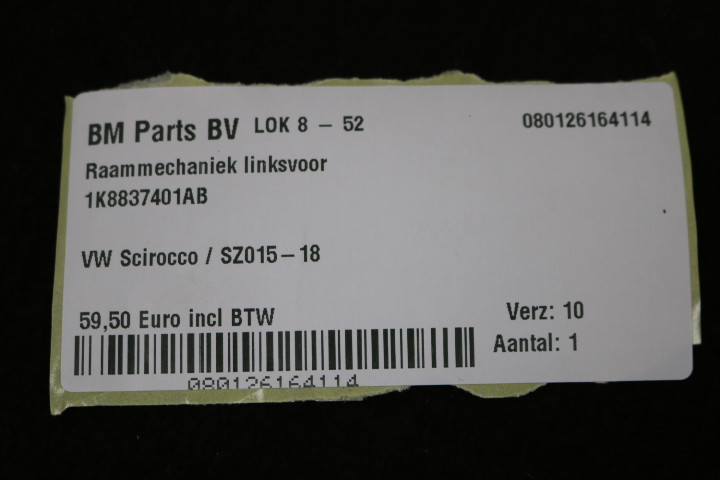 BM Parts BV LOK 8 - 52 080126164114
Raammechaniek linksvoor
1K8837401AB
VW Scirocco / SZ015-18
59,50 Euro incl BTW Verz: 10
Aantal: 1
080126164114